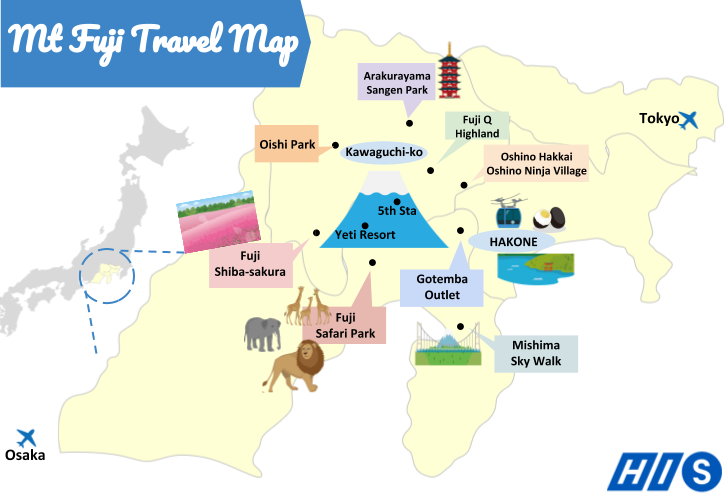 Mt Fuji Travel Map
Arakurayama
Sangen Park
Fuji Q
Highland
Tokyo
Oishi Park
Kawaguchi-ko
Oshino Hakkai
Oshino Ninja Village
5th Sta
Yeti Resort
HAKONE
Fuji
Shiba-sakura
Gotemba
Outlet
Fuji
Safari Park
Mishima
Sky Walk
Osaka
HIS